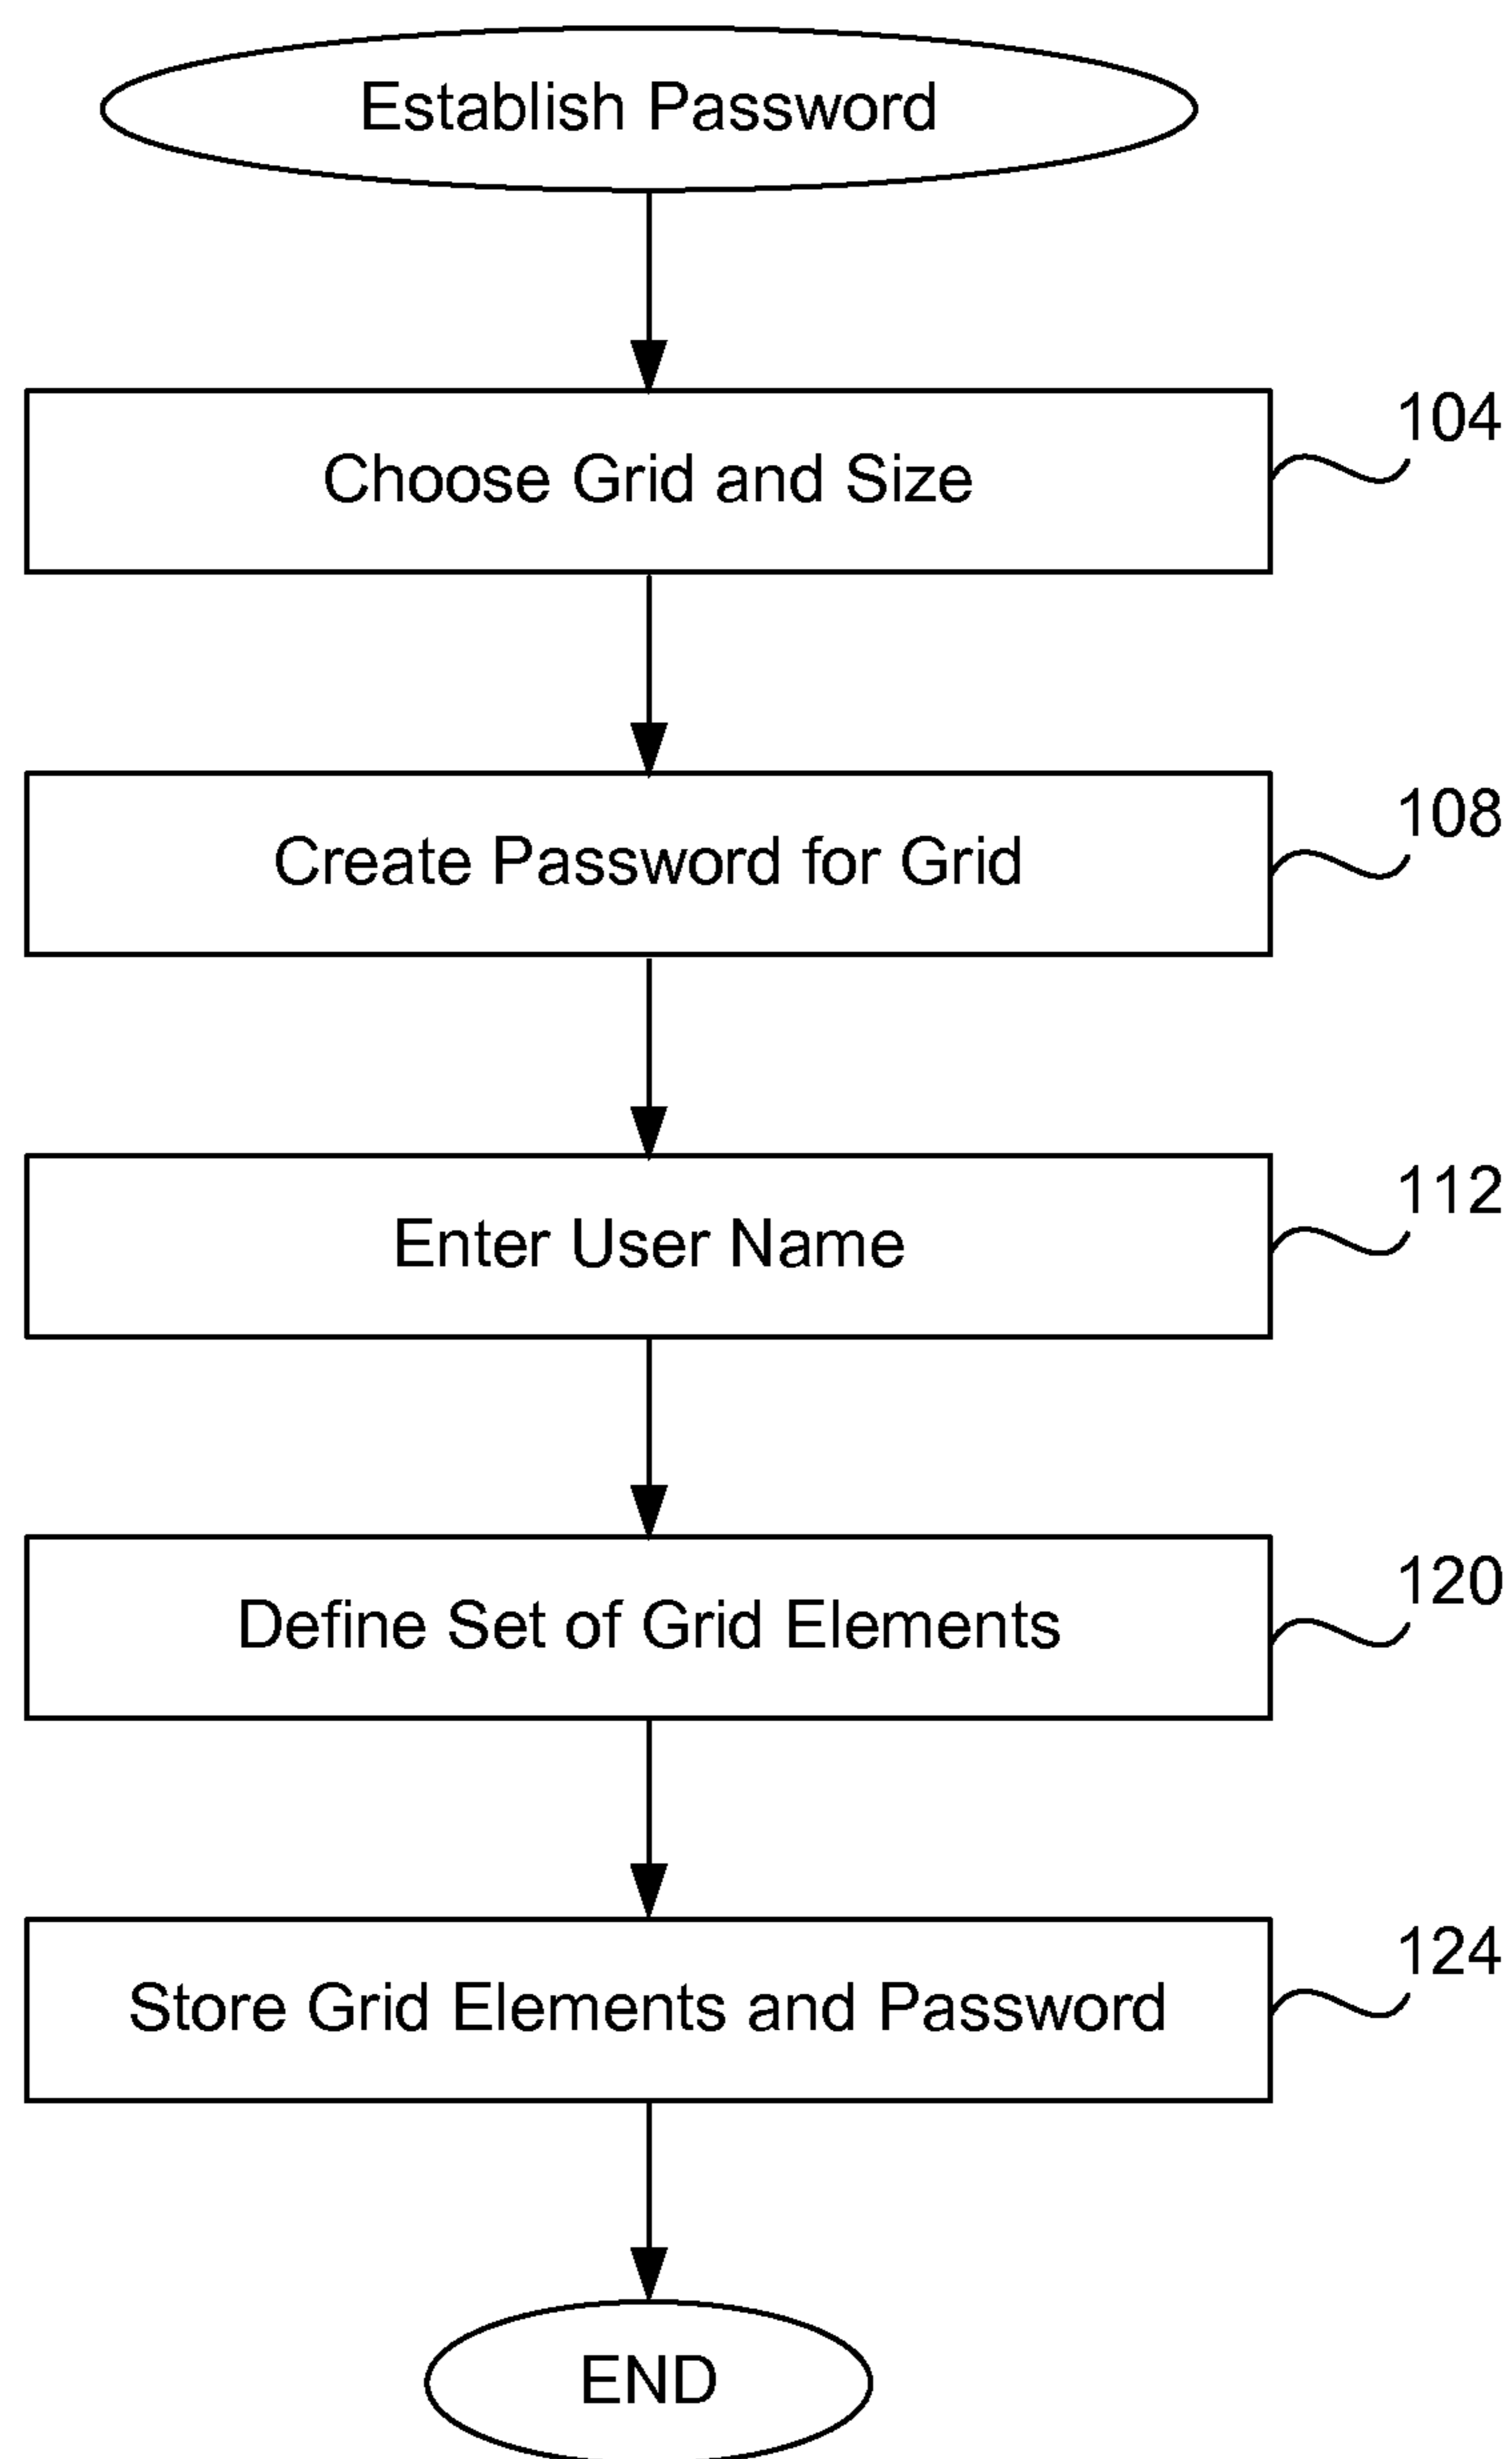 Establish Password
Choose Grid and Size
104
Create Password for Grid
108
Enter User Name
112
Define Set of Grid Elements
120
Store Grid Elements and Password
124
END